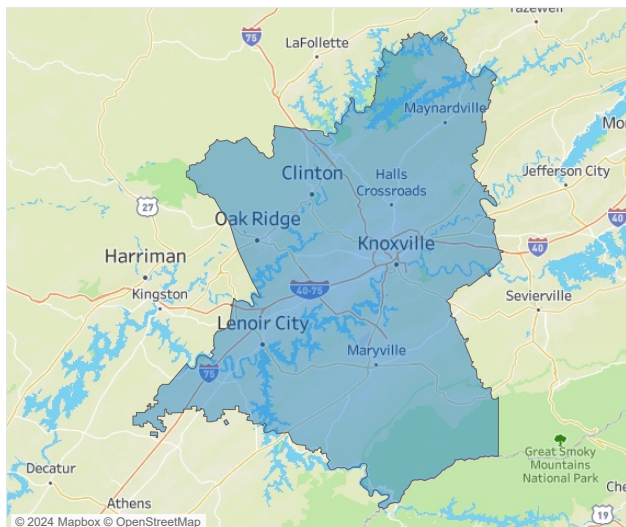 Tazewell
75
LaFollette
Maynardville
Mo
Clinton
Halls
Crossroads
Jefferson City
27
Oak Ridge
40
Knoxville
40
Harriman
40-75
Kingston
Sevierville
Lenoir City
Maryville
75
Great Smoky
Mountains
National Park
Decatur
Athens
Che
19
© 2024 Mapbox © OpenStreetMap